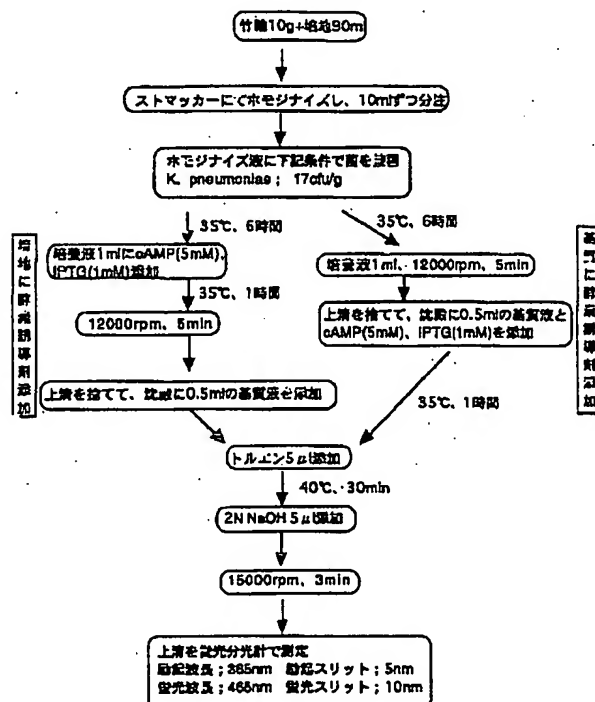 竹輪10g+培地90m
ストマッカーにてホモジナイズし、10mlずつ分注
ホモジナイズ液に下記条件で菌を接種
K. pneumoniae; 17cfu/g
35℃、6時間
35℃、6時間
培地に酵素誘導剤添加
培養液1mlにcAMP(5mM)、
IPTG(1mM)添加
35℃、1時間
12000rpm、5min
上清を捨てて、沈殿に0.5mlの基質液を添加
培養液1ml、12000rpm、5min
上清を捨てて、沈殿に0.5mlの基質液と
cAMP(5mM)、IPTG(1mM)を添加
35℃、1時間
基質に酵素誘導剤添加
トルエン5μl添加
40℃、30min
2N NaOH 5μl添加
15000rpm、3min
上清を蛍光分光計で測定
励起波長;365nm 励起スリット;5nm
蛍光波長;465nm 蛍光スリット;10nm